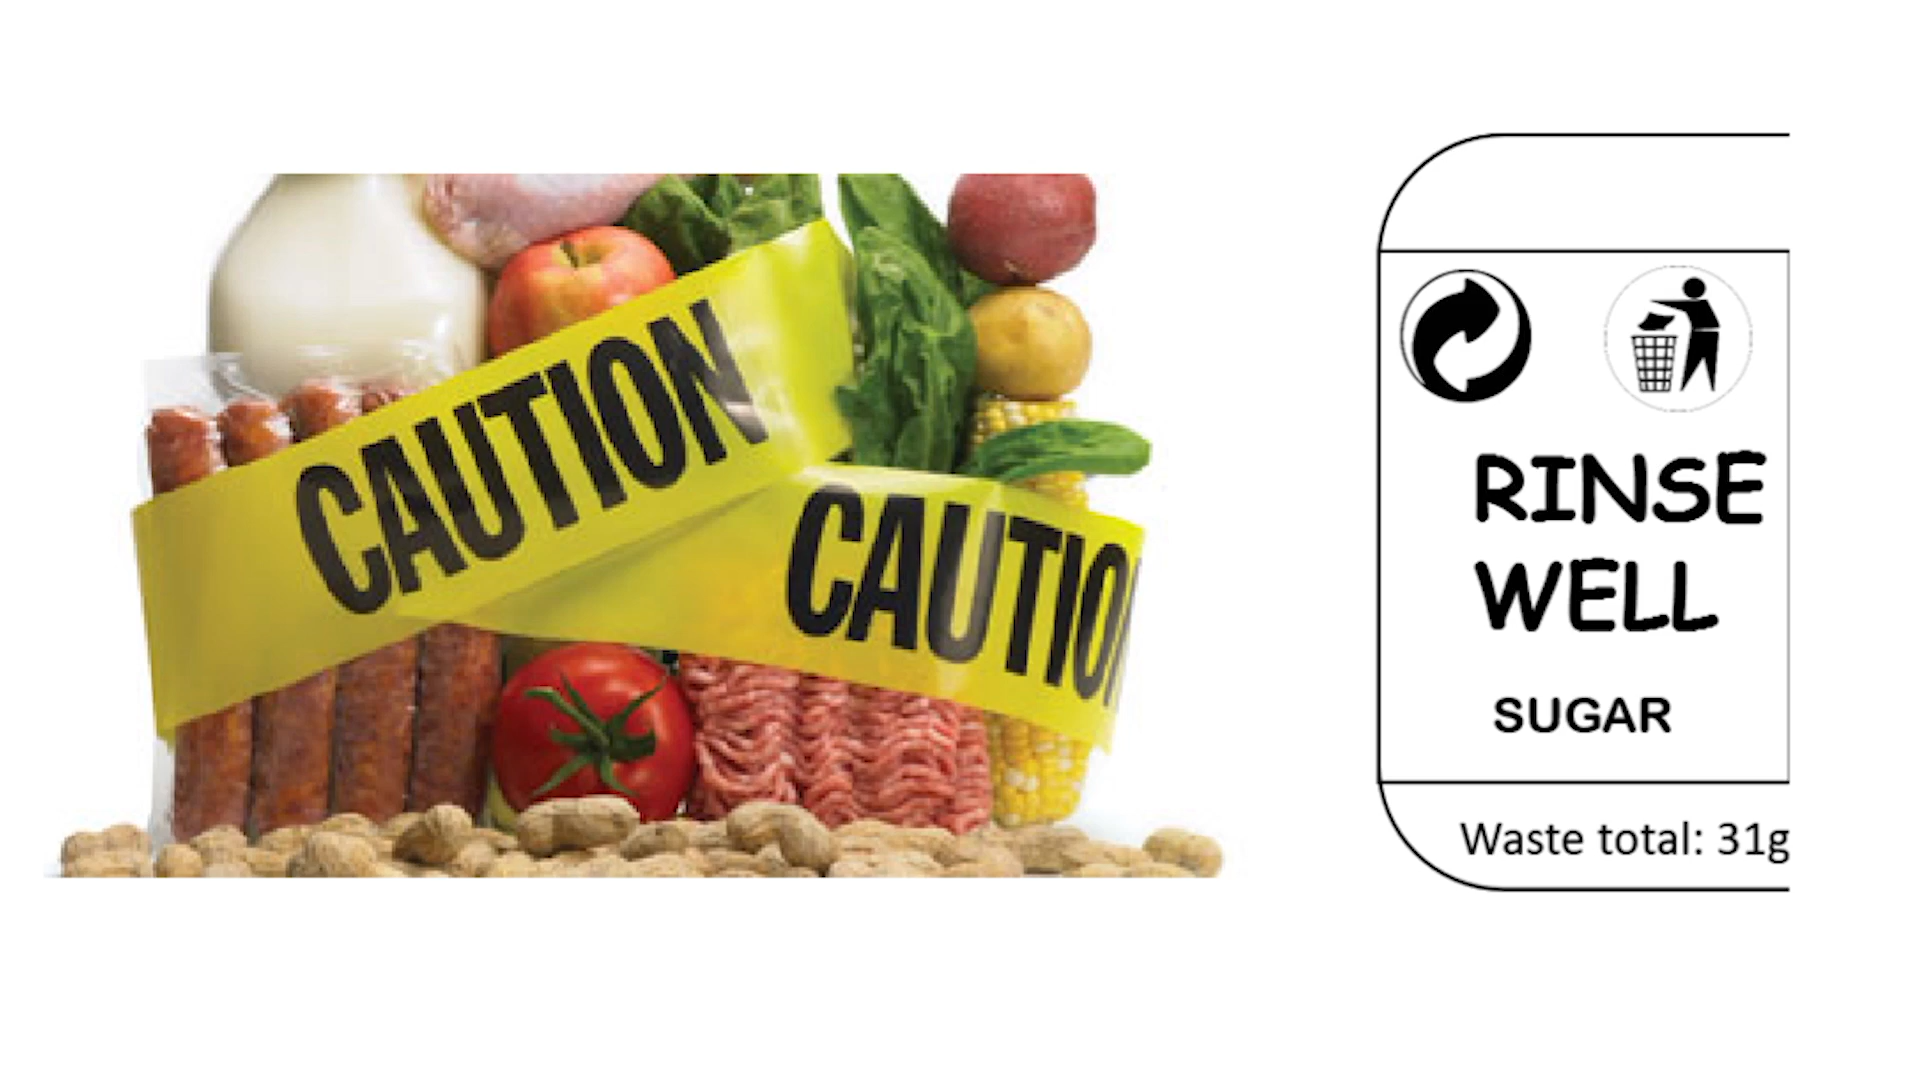 CAUTION
CAUTIO
RINSE
WELL
SUGAR
Waste total: 31g